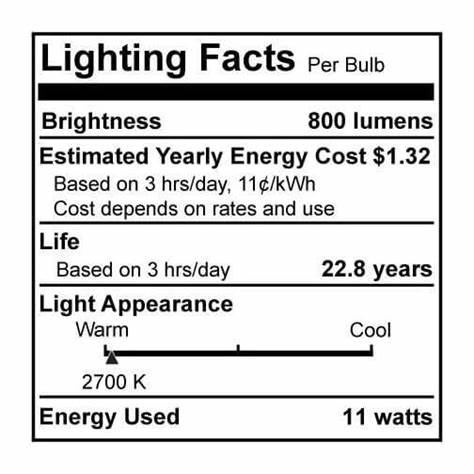 Lighting Facts Per Bulb
Brightness 800 lumens
Estimated Yearly Energy Cost $1.32
Based on 3 hrs/day, 11¢/kWh
Cost depends on rates and use
Life
Based on 3 hrs/day 22.8 years
Light Appearance
Warm Cool
2700 K
Energy Used 11 watts